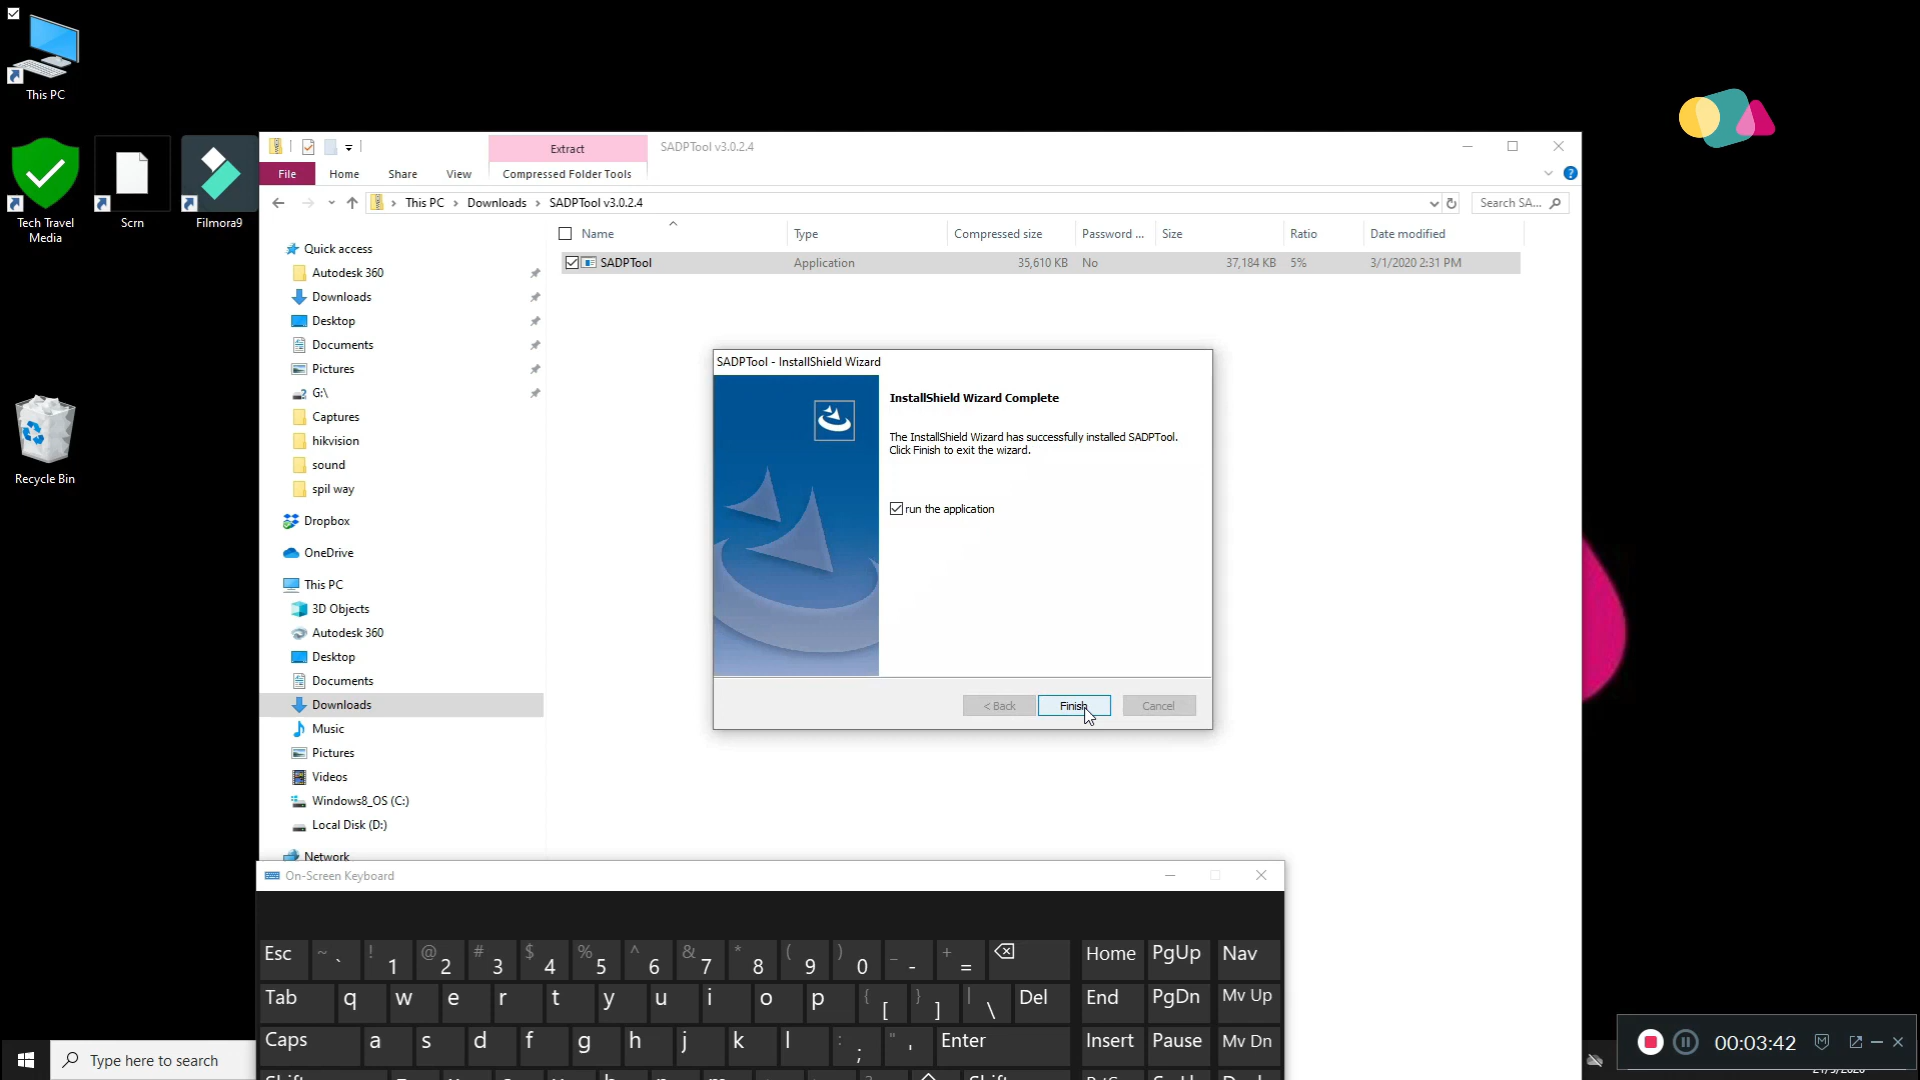 This PC
Tech Travel
Media
Scrn
Filmora9
Recycle Bin
Extract
SADPTool v3.0.2.4
File
Home
Share
View
Compressed Folder Tools
This PC
Downloads
SADPTool v3.0.2.4
Search SA...
Name
Type
Compressed size
Password ...
Size
Ratio
Date modified
SADPTool
Application
35,610 KB
No
37,184 KB
5%
3/1/2020 2:31 PM
Quick access
Autodesk 360
Downloads
Desktop
Documents
Pictures
G:\
Captures
hikvision
sound
spil way
Dropbox
OneDrive
This PC
3D Objects
Autodesk 360
Desktop
Documents
Downloads
Music
Pictures
Videos
Windows8_OS (C:)
Local Disk (D:)
Network
SADPTool - InstallShield Wizard
InstallShield Wizard Complete
The InstallShield Wizard has successfully installed SADPTool.
Click Finish to exit the wizard.
run the application
< Back
Finish
Cancel
On-Screen Keyboard
Esc ~ ` ! 1 @ 2 # 3 $ 4 % 5 ^ 6 & 7 * 8 ( 9 ) 0 _ - + = Home PgUp Nav
Tab q w e r t y u i o p { [ } ] | \ Del End PgDn Mv Up
Caps a s d f g h j k l : ; " ' Enter Insert Pause Mv Dn
Type here to search
00:03:42